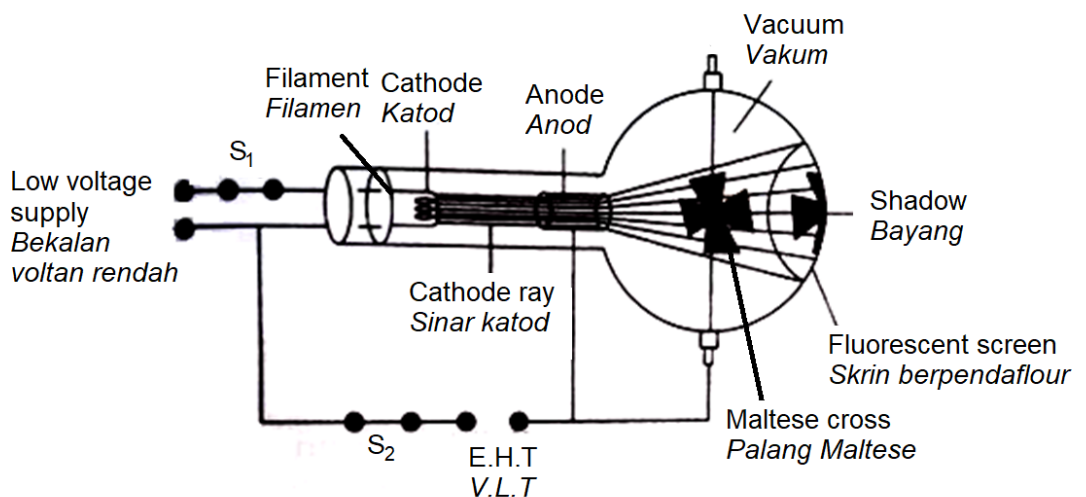 Vacuum
Vakum
Filament
Filamen
Cathode
Katod
Anode
Anod
S1
Low voltage
supply
Bekalan
voltan rendah
Shadow
Bayang
Cathode ray
Sinar katod
Fluorescent screen
Skrin berpendaflour
Maltese cross
Palang Maltese
S2
E.H.T
V.L.T